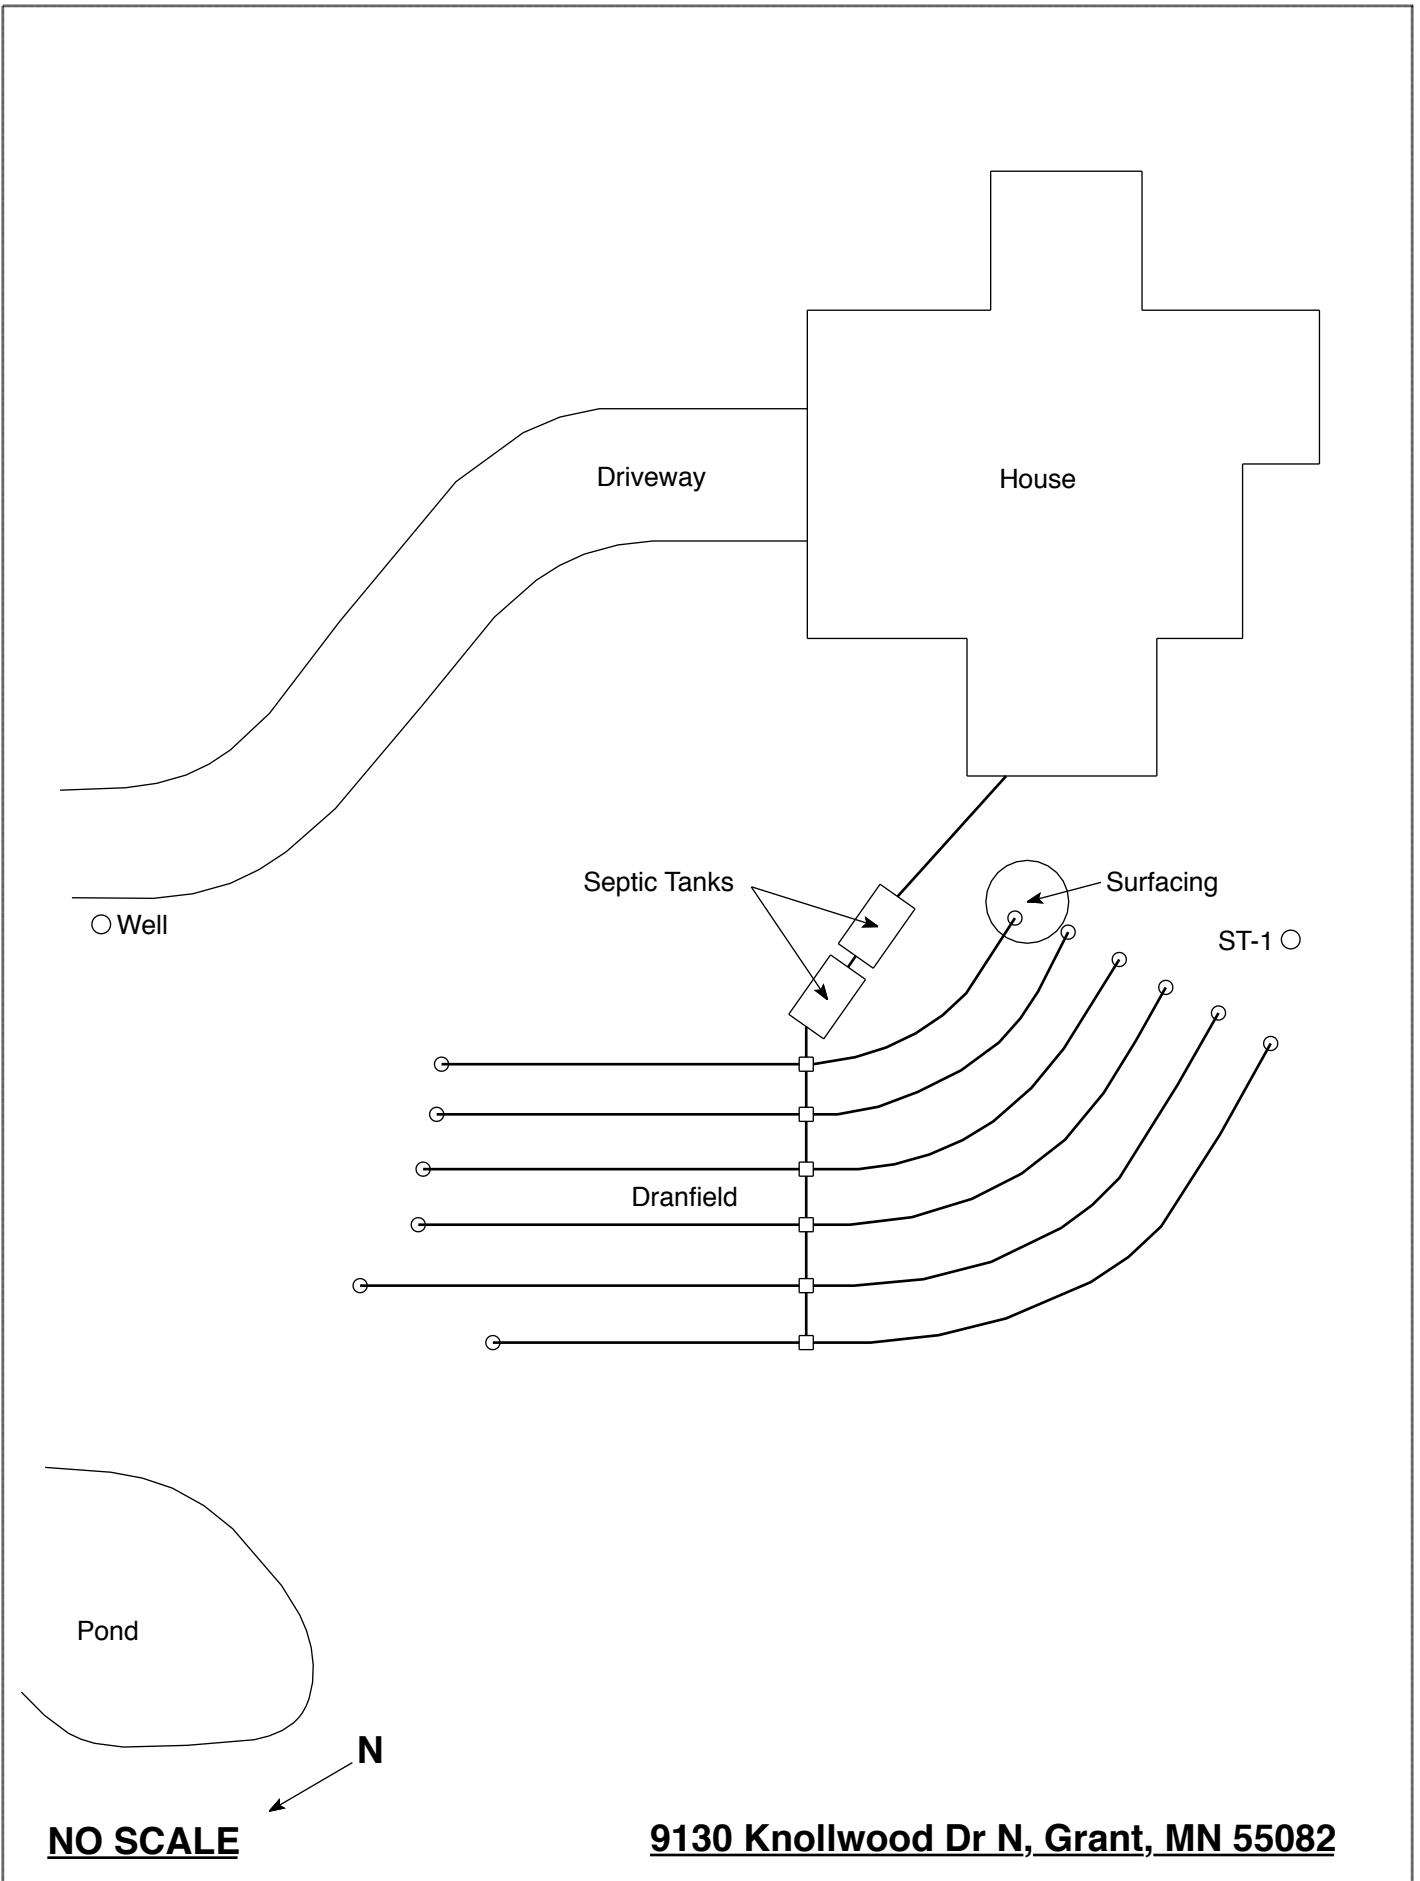 Driveway
House
Septic Tanks
Surfacing
Well
ST-1
Dranfield
Pond
N
NO SCALE
9130 Knollwood Dr N, Grant, MN 55082